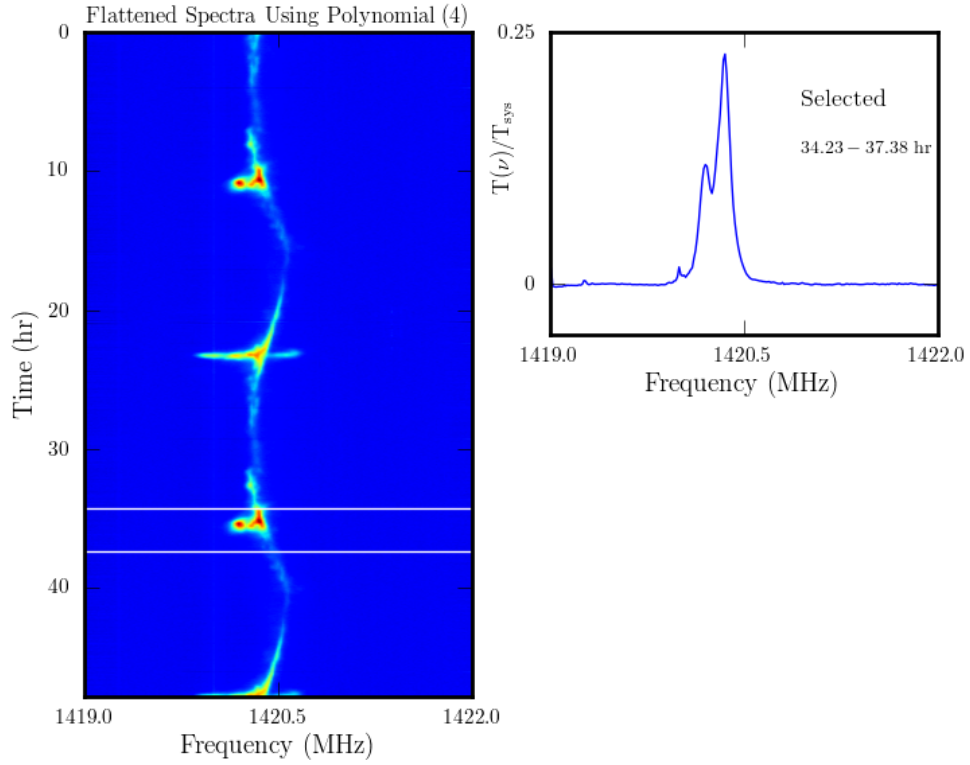 Flattened Spectra Using Polynomial (4)
0
10
20
30
40
Time (hr)
1419.0
1420.5
1422.0
Frequency (MHz)
0.25
0
T(ν)/T_sys
Selected
34.23 − 37.38 hr
1419.0
1420.5
1422.0
Frequency (MHz)